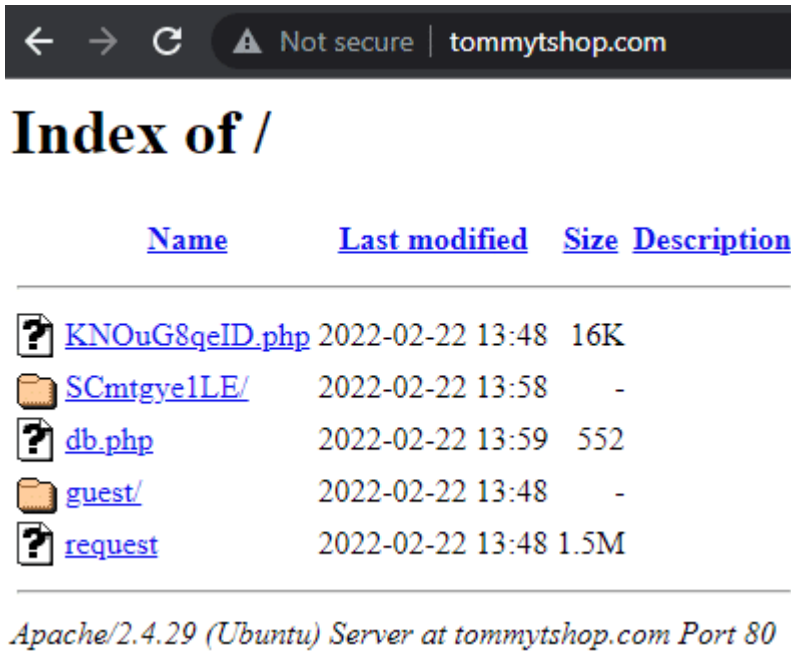 Not secure | tommytshop.com
Index of /
Name Last modified Size Description
KNOuG8qeID.php 2022-02-22 13:48 16K
SCmtgye1LE/ 2022-02-22 13:58 -
db.php 2022-02-22 13:59 552
guest/ 2022-02-22 13:48 -
request 2022-02-22 13:48 1.5M
Apache/2.4.29 (Ubuntu) Server at tommytshop.com Port 80